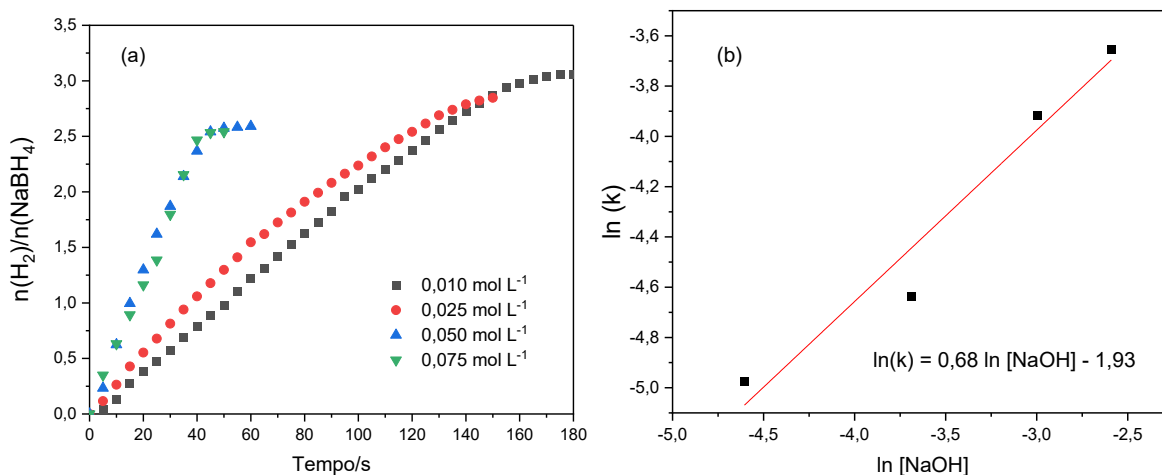 (a)
n(H₂)/n(NaBH₄)
3,5
3,0
2,5
2,0
1,5
1,0
0,5
0,0
0,010 mol L⁻¹
0,025 mol L⁻¹
0,050 mol L⁻¹
0,075 mol L⁻¹
0 20 40 60 80 100 120 140 160 180
Tempo/s
(b)
ln (k)
-3,6
-3,8
-4,0
-4,2
-4,4
-4,6
-4,8
-5,0
ln(k) = 0,68 ln [NaOH] - 1,93
-5,0 -4,5 -4,0 -3,5 -3,0 -2,5
ln [NaOH]